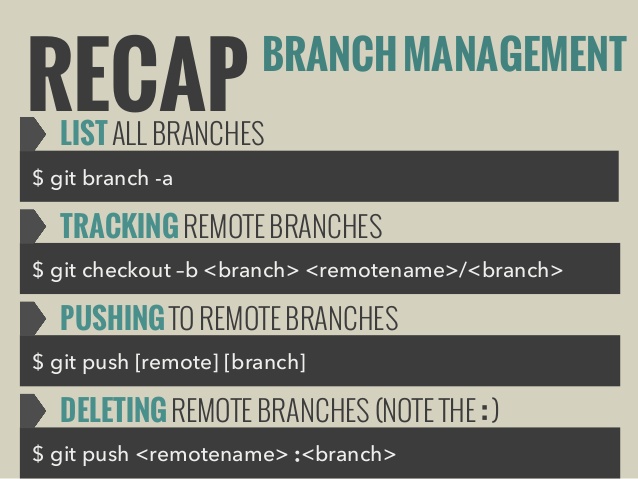 RECAP BRANCH MANAGEMENT
LIST ALL BRANCHES
$ git branch -a
TRACKING REMOTE BRANCHES
$ git checkout –b <branch> <remotename>/<branch>
PUSHING TO REMOTE BRANCHES
$ git push [remote] [branch]
DELETING REMOTE BRANCHES (NOTE THE : )
$ git push <remotename> :<branch>